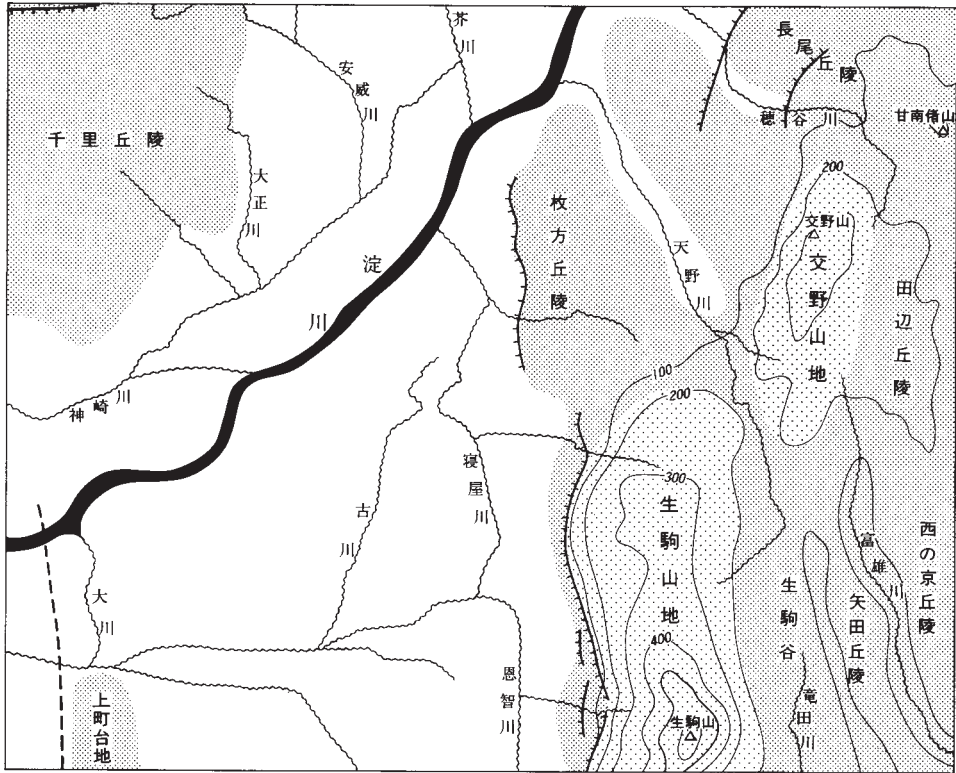 芥川
安威川
長尾丘陵
穂谷川
甘南備山
千里丘陵
大正川
枚方丘陵
200
交野山
交野山地
天野川
田辺丘陵
淀川
神崎川
100
200
300
寝屋川
古川
生駒山地
富雄川
西の京丘陵
生駒谷
矢田丘陵
大川
400
恩智川
上町台地
生駒山
竜田川